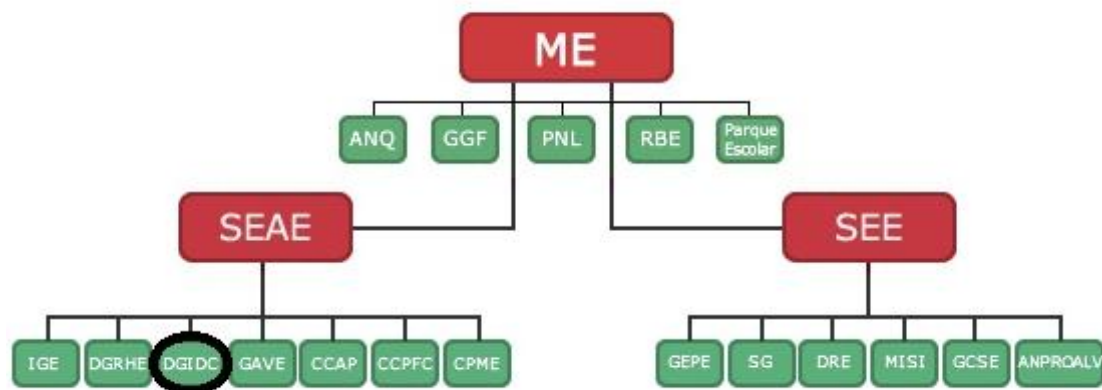 ME
ANQ
GGF
PNL
RBE
Parque
Escolar
SEAE
SEE
IGE
DGRHE
DGIDC
GAVE
CCAP
CCPFC
CPME
GEPE
SG
DRE
MISI
GCSE
ANPROALV